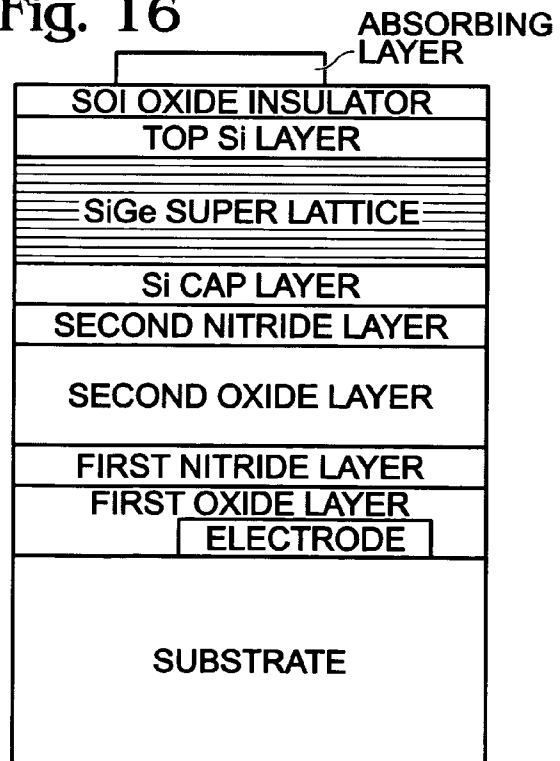 Fig. 16
ABSORBING
LAYER
SOI OXIDE INSULATOR
TOP Si LAYER
SiGe SUPER LATTICE
Si CAP LAYER
SECOND NITRIDE LAYER
SECOND OXIDE LAYER
FIRST NITRIDE LAYER
FIRST OXIDE LAYER
ELECTRODE
SUBSTRATE